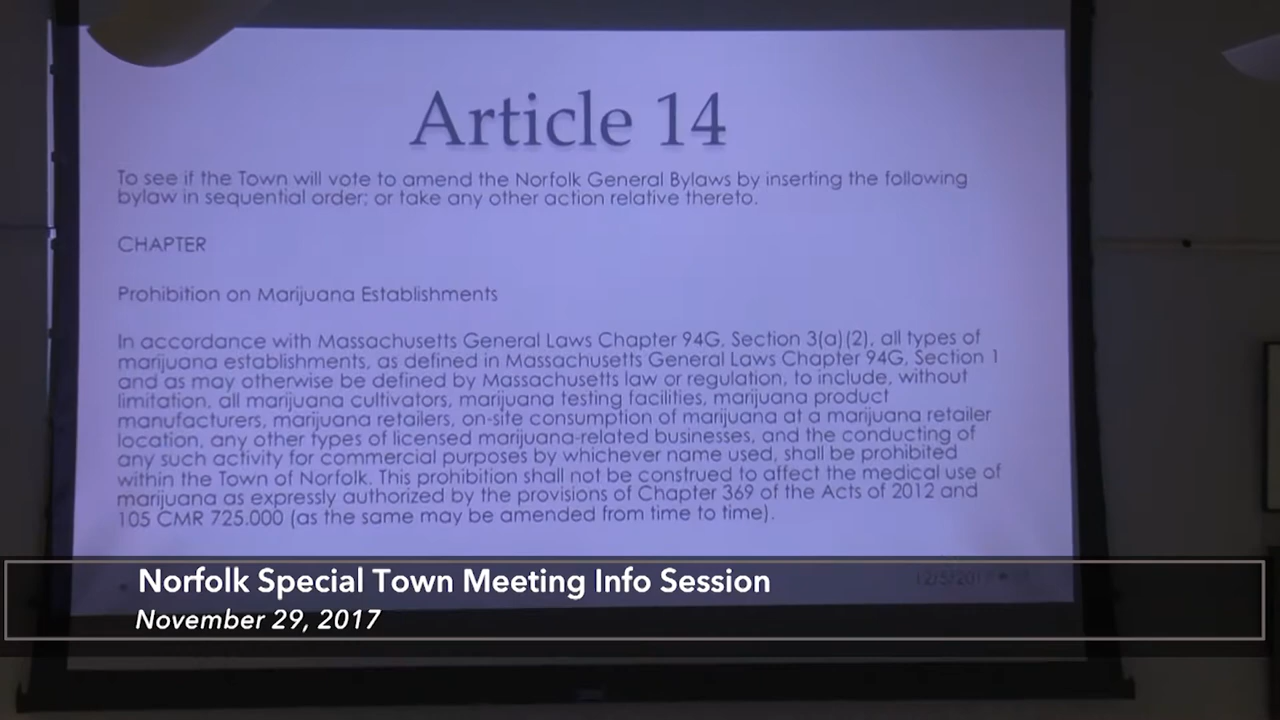 Article 14
To see if the Town will vote to amend the Norfolk General Bylaws by inserting the following
bylaw in sequential order; or take any other action relative thereto.
CHAPTER
Prohibition on Marijuana Establishments
In accordance with Massachusetts General Laws Chapter 94G, Section 3(a)(2), all types of
marijuana establishments, as defined in Massachusetts General Laws Chapter 94G, Section 1
and as may otherwise be defined by Massachusetts law or regulation, to include, without
limitation, all marijuana cultivators, marijuana testing facilities, marijuana product
manufacturers, marijuana retailers, on-site consumption of marijuana at a marijuana retailer
location, any other types of licensed marijuana-related businesses, and the conducting of
any such activity for commercial purposes by whichever name used, shall be prohibited
within the Town of Norfolk. This prohibition shall not be construed to affect the medical use of
marijuana as expressly authorized by the provisions of Chapter 369 of the Acts of 2012 and
105 CMR 725.000 (as the same may be amended from time to time).
12/5/2017
Norfolk Special Town Meeting Info Session
November 29, 2017